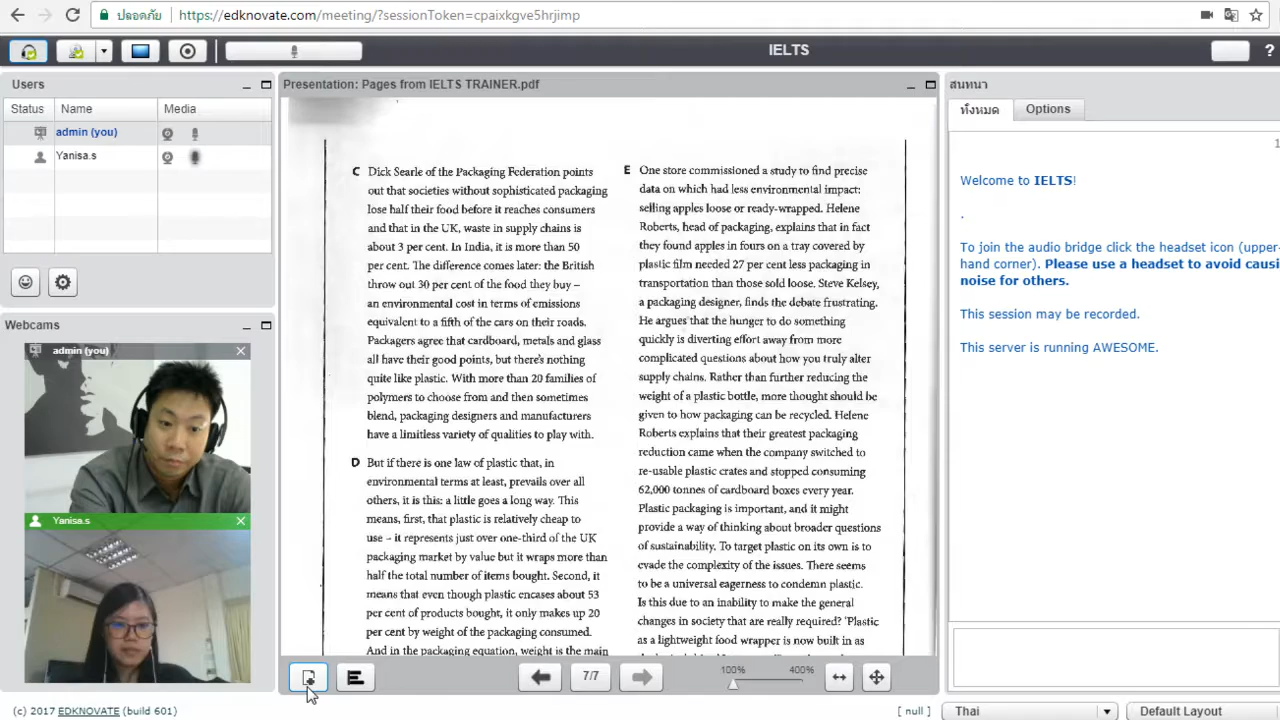 ปลอดภัย
https://edknovate.com/meeting/?sessionToken=cpaixkgve5hrjimp
IELTS
?
Users
Status Name Media
admin (you)
Yanisa.s
Webcams
admin (you)
Yanisa.s
Presentation: Pages from IELTS TRAINER.pdf
C Dick Searle of the Packaging Federation points
out that societies without sophisticated packaging
lose half their food before it reaches consumers
and that in the UK, waste in supply chains is
about 3 per cent. In India, it is more than 50
per cent. The difference comes later: the British
throw out 30 per cent of the food they buy –
an environmental cost in terms of emissions
equivalent to a fifth of the cars on their roads.
Packagers agree that cardboard, metals and glass
all have their good points, but there's nothing
quite like plastic. With more than 20 families of
polymers to choose from and then sometimes
blend, packaging designers and manufacturers
have a limitless variety of qualities to play with.
D But if there is one law of plastic that, in
environmental terms at least, prevails over all
others, it is this: a little goes a long way. This
means, first, that plastic is relatively cheap to
use – it represents just over one-third of the UK
packaging market by value but it wraps more than
half the total number of items bought. Second, it
means that even though plastic encases about 53
per cent of products bought, it only makes up 20
per cent by weight of the packaging consumed.
And in the packaging equation, weight is the main
E One store commissioned a study to find precise
data on which had less environmental impact:
selling apples loose or ready-wrapped. Helene
Roberts, head of packaging, explains that in fact
they found apples in fours on a tray covered by
plastic film needed 27 per cent less packaging in
transportation than those sold loose. Steve Kelsey,
a packaging designer, finds the debate frustrating.
He argues that the hunger to do something
quickly is diverting effort away from more
complicated questions about how you truly alter
supply chains. Rather than further reducing the
weight of a plastic bottle, more thought should be
given to how packaging can be recycled. Helene
Roberts explains that their greatest packaging
reduction came when the company switched to
re-usable plastic crates and stopped consuming
62,000 tonnes of cardboard boxes every year.
Plastic packaging is important, and it might
provide a way of thinking about broader questions
of sustainability. To target plastic on its own is to
evade the complexity of the issues. There seems
to be a universal eagerness to condemn plastic.
Is this due to an inability to make the general
changes in society that are really required? 'Plastic
as a lightweight food wrapper is now built in as
7/7
100% 400%
สนทนา
ทั้งหมด Options
1
Welcome to IELTS!
.
To join the audio bridge click the headset icon (upper-
hand corner). Please use a headset to avoid causi
noise for others.
This session may be recorded.
This server is running AWESOME.
(c) 2017 EDKNOVATE (build 601)
[ null ]
Thai
Default Layout